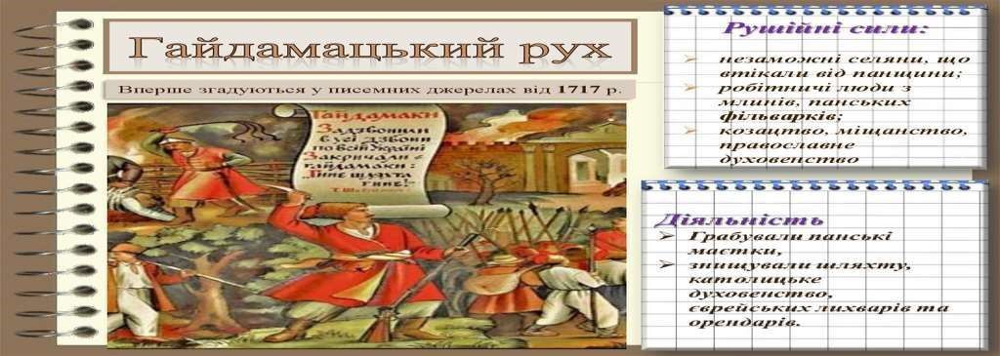 Гайдамацький рух
Вперше згадуються у писемних джерелах від 1717 р.
Гайдамаки
Задзвонили
в усі дзвони
по всій Україні
Закричали
гайдамаки:
"Гине шляхта
гине!"
Рушійні сили:
незаможні селяни, що
втікали від панщини;
робітничі люди з
млинів, панських
фільварків;
козацтво, міщанство,
православне
духовенство
Діяльність
Грабували панські
маєтки,
знищували шляхту,
католицьке
духовенство,
єврейських лихварів та
орендарів.